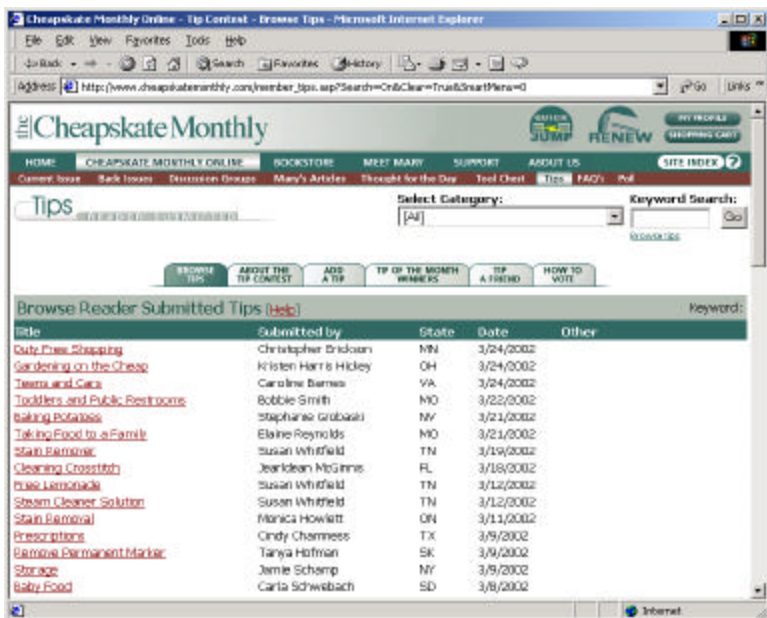 Cheapskate Monthly Online - Tip Contest - Browse Tips - Microsoft Internet Explorer
File Edit View Favorites Tools Help
Back Search Favorites History
Address http://www.cheapskatemonthly.com/member_tips.asp?Search=On&Clear=True&SmartMenu=0 Go Links »
the Cheapskate Monthly QUICK JUMP RENEW MY PROFILE
SHOPPING CART
HOME CHEAPSKATE MONTHLY ONLINE BOOKSTORE MEET MARY SUPPORT ABOUT US SITE INDEX ?
Current Issue Back Issues Discussion Groups Mary's Articles Thought for the Day Tool Chest Tips FAQ's Poll
Tips Select Category: Keyword Search:
[All] Go
Browse tips
BROWSE TIPS ABOUT THE TIP CONTEST ADD A TIP TIP OF THE MONTH WINNERS TIP A FRIEND HOW TO VOTE
Browse Reader Submitted Tips [Help] Keyword:
Title Submitted by State Date Other
Duty Free Shopping Christopher Erickson MN 3/24/2002
Gardening on the Cheap Kristen Harris Hickey OH 3/24/2002
Teens and Cars Caroline Barnes VA 3/24/2002
Toddlers and Public Restrooms Bobbie Smith MO 3/22/2002
Baking Potatoes Stephanie Grobaski NV 3/21/2002
Taking Food to a Family Elaine Reynolds MO 3/21/2002
Stain Remover Susan Whitfield TN 3/19/2002
Cleaning Crosstitch Jearldean McGinnis FL 3/18/2002
Free Lemonade Susan Whitfield TN 3/12/2002
Steam Cleaner Solution Susan Whitfield TN 3/12/2002
Stain Removal Monica Howlett ON 3/11/2002
Prescriptions Cindy Chamness TX 3/9/2002
Remove Permanent Marker Tanya Hofman SK 3/9/2002
Storage Jamie Schamp NY 3/9/2002
Baby Food Carla Schwebach SD 3/8/2002
Internet